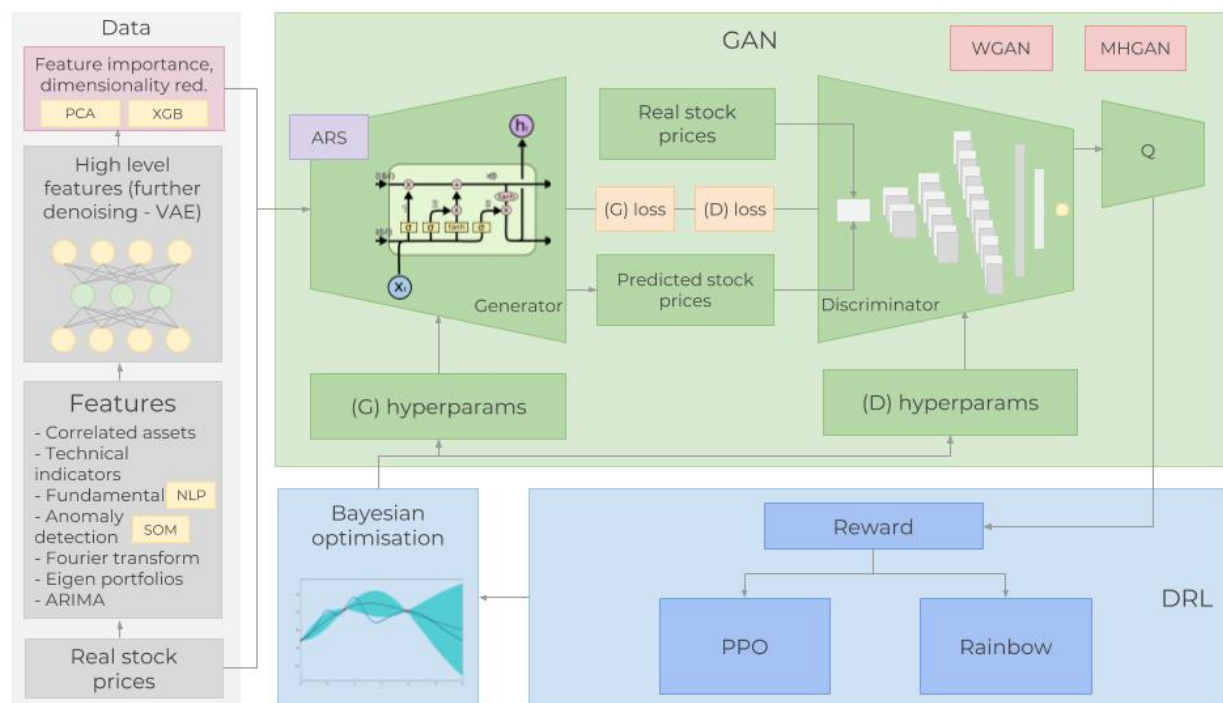 Data
Feature importance,
dimensionality red.
PCA
XGB
High level
features (further
denoising - VAE)
Features
- Correlated assets
- Technical
indicators
- Fundamental
NLP
- Anomaly
detection
SOM
- Fourier transform
- Eigen portfolios
- ARIMA
Real stock
prices
GAN
WGAN
MHGAN
ARS
Generator
Real stock
prices
(G) loss
(D) loss
Predicted stock
prices
Discriminator
Q
(G) hyperparams
(D) hyperparams
Bayesian
optimisation
Reward
DRL
PPO
Rainbow